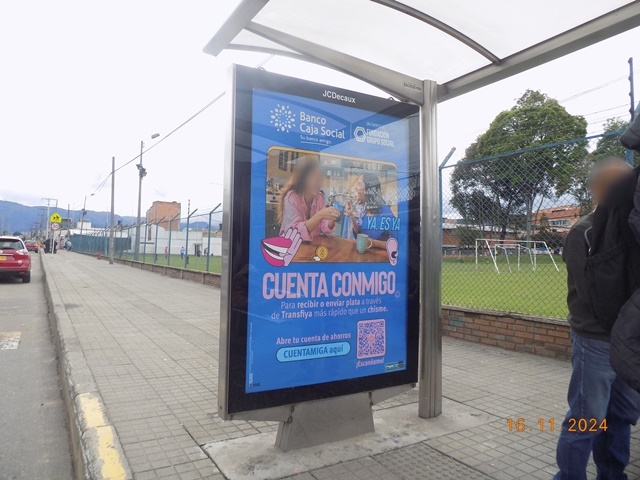 JCDecaux
Banco
Caja Social
Su banco amigo.
FUNDACIÓN
GRUPO SOCIAL
YA. ES YA
CUENTA CONMIGO
Para recibir o enviar plata a través
de Transfiya más rápido que un chisme.
Abre tu cuenta de ahorros
CUENTAMIGA aquí
¡Escanéame!
16 11 2024